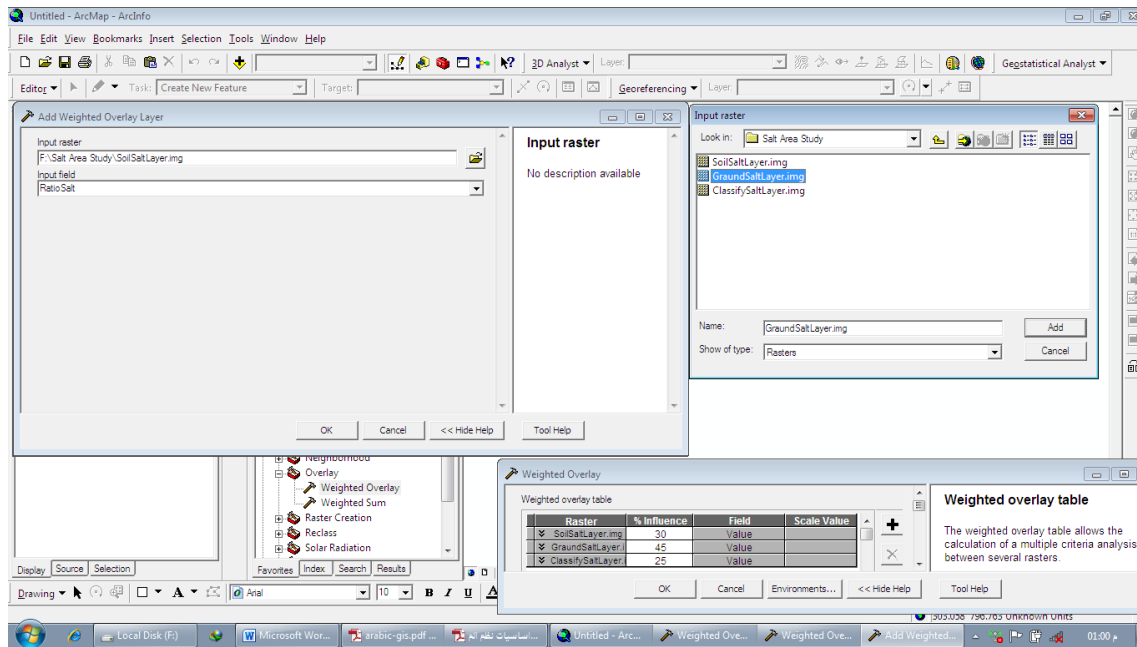 Untitled - ArcMap - ArcInfo
File Edit View Bookmarks Insert Selection Tools Window Help
3D Analyst Layer: Geostatistical Analyst
Editor Task: Create New Feature Target: Georeferencing Layer:
Add Weighted Overlay Layer
Input raster
F:\Salt Area Study\SoilSaltLayer.img
Input field
RatioSalt
Input raster
No description available
OK Cancel << Hide Help Tool Help
Input raster
Look in: Salt Area Study
SoilSaltLayer.img
GraundSaltLayer.img
ClassifySaltLayer.img
Name: GraundSaltLayer.img Add
Show of type: Rasters Cancel
Neighborhood
Overlay
Weighted Overlay
Weighted Sum
Raster Creation
Reclass
Solar Radiation
Display Source Selection
Favorites Index Search Results
Weighted Overlay
Weighted overlay table
Raster % Influence Field Scale Value
SoilSaltLayer.img 30 Value
GraundSaltLayer.i 45 Value
ClassifySaltLayer. 25 Value
Weighted overlay table
The weighted overlay table allows the
calculation of a multiple criteria analysis
between several rasters.
OK Cancel Environments... << Hide Help Tool Help
Drawing A Arial 10 B I U A
303.058 796.763 Unknown Units
Local Disk (F:) Microsoft Wor... arabic-gis.pdf ... اساسيات نظم الم... Untitled - Arc... Weighted Ove... Weighted Ove... Add Weighted... 01:00 م